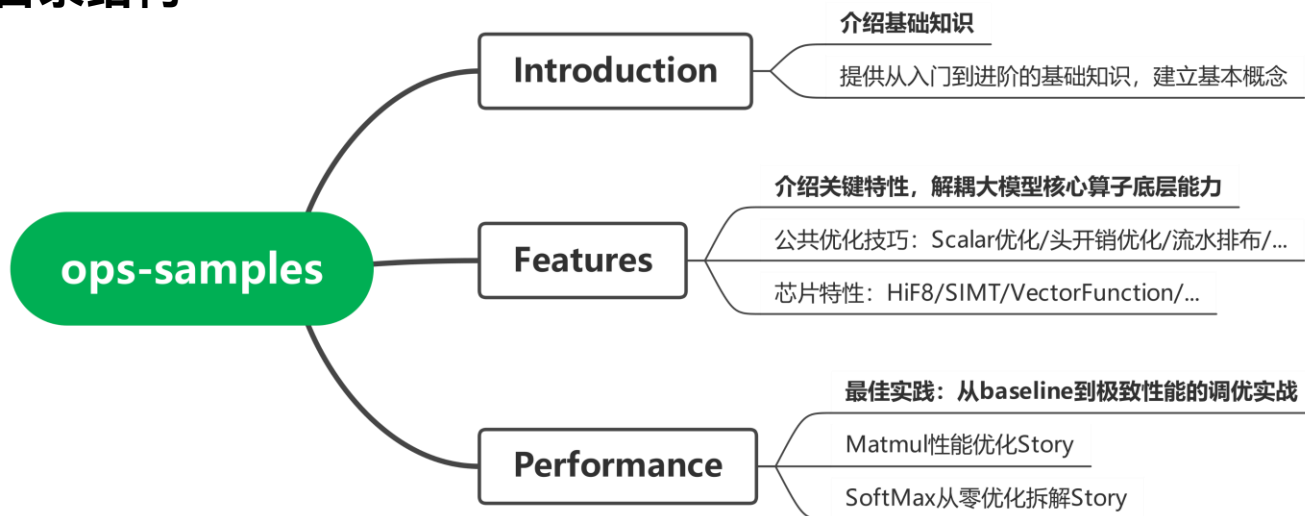 目录结构
介绍基础知识
Introduction
提供从入门到进阶的基础知识，建立基本概念
介绍关键特性，解耦大模型核心算子底层能力
ops-samples
Features
公共优化技巧：Scalar优化/头开销优化/流水排布/...
芯片特性：HiF8/SIMT/VectorFunction/...
最佳实践：从baseline到极致性能的调优实战
Performance
Matmul性能优化Story
SoftMax从零优化拆解Story